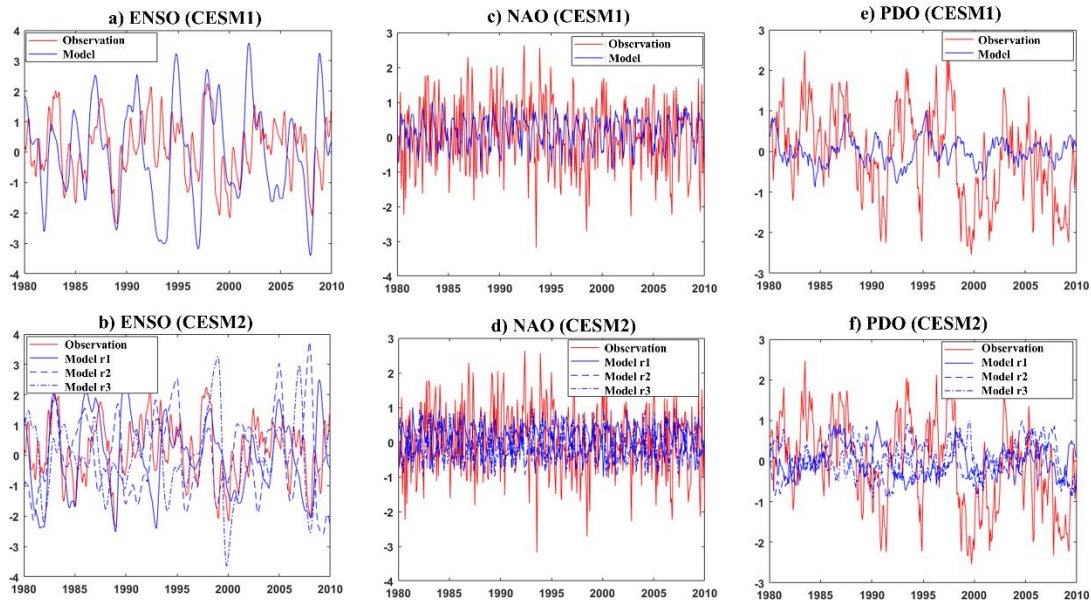 a) ENSO (CESM1)
Observation
Model
4
3
2
1
0
-1
-2
-3
-4
1980 1985 1990 1995 2000 2005 2010
c) NAO (CESM1)
Observation
Model
4
3
2
1
0
-1
-2
-3
-4
1980 1985 1990 1995 2000 2005 2010
e) PDO (CESM1)
Observation
Model
3
2
1
0
-1
-2
-3
1980 1985 1990 1995 2000 2005 2010
b) ENSO (CESM2)
Observation
Model r1
Model r2
Model r3
4
3
2
1
0
-1
-2
-3
-4
1980 1985 1990 1995 2000 2005 2010
d) NAO (CESM2)
Observation
Model r1
Model r2
Model r3
4
3
2
1
0
-1
-2
-3
-4
1980 1985 1990 1995 2000 2005 2010
f) PDO (CESM2)
Observation
Model r1
Model r2
Model r3
3
2
1
0
-1
-2
-3
1980 1985 1990 1995 2000 2005 2010